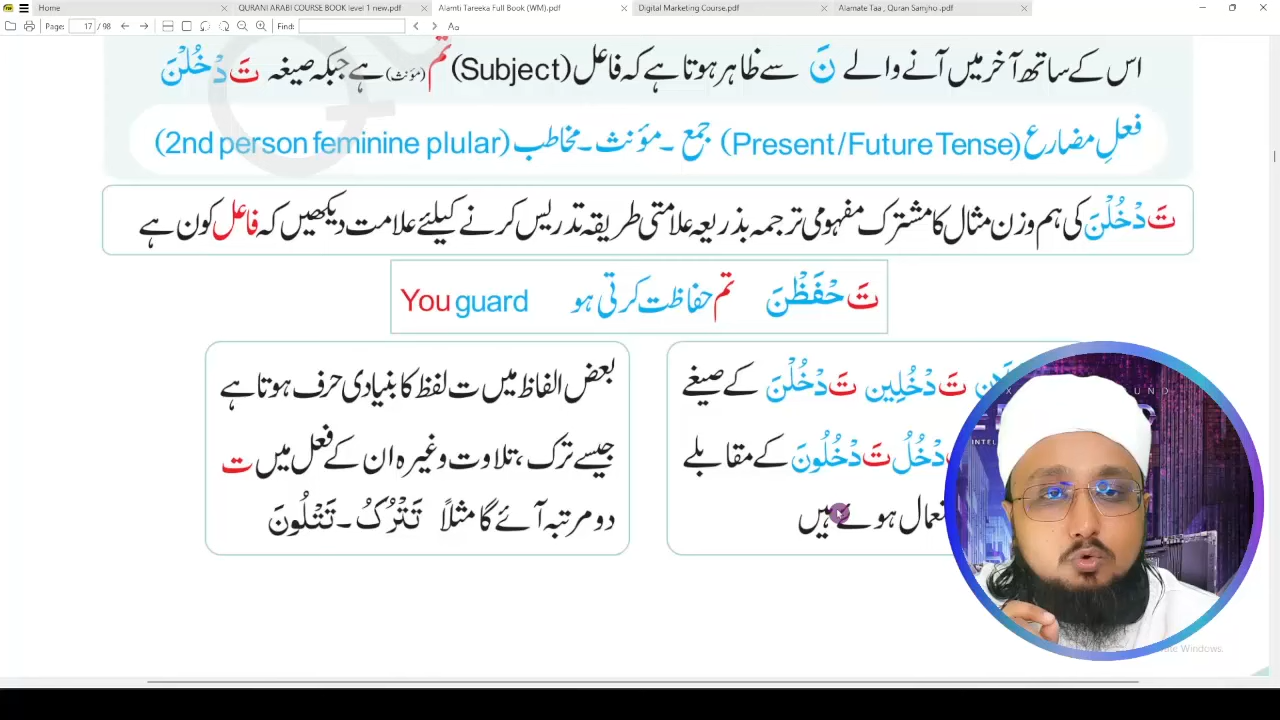 Home
QURANI ARABI COURSE BOOK level 1 new.pdf
Alamti Tareeka Full Book (WM).pdf
Digital Marketing Course.pdf
Alamate Taa , Quran Samjho .pdf
Page: 17 / 98
Find:
اس کے ساتھ آخر میں آنے والے نَ سے ظاہر ہوتا ہے کہ فاعل (Subject) تم (مؤنث) ہے جبکہ صیغہ تَدْخُلْنَ
فعلِ مضارع (Present/Future Tense) جمع ۔ مؤنث ۔ مخاطب (2nd person feminine plular)
تَدْخُلْنَ کی ہم وزن مثال کا مشترک مفہومی ترجمہ بذریعہ علامتی طریقہ تدریس کرنے کیلئے علامت دیکھیں کہ فاعل کون ہے
تَحْفَظْنَ تم حفاظت کرتی ہو You guard
تَدْخُلِين تَدْخُلْنَ کے صیغے
دْخُلُ تَدْخُلُونَ کے مقابلے
ہوئے ہیں
بعض الفاظ میں ت لفظ کا بنیادی حرف ہوتا ہے
جیسے ترک، تلاوت وغیرہ ان کے فعل میں ت
دو مرتبہ آئے گا مثلاً تَتْرُكُ ۔ تَتْلُونَ